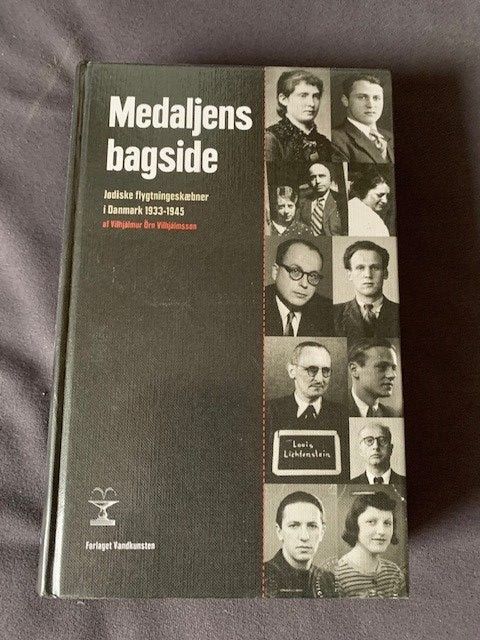 Medaljens
bagside
Jødiske flygtningeskæbner
i Danmark 1933-1945
af Vilhjálmur Örn Vilhjálmsson
Louis
Lichtenstein
Forlaget Vandkunsten